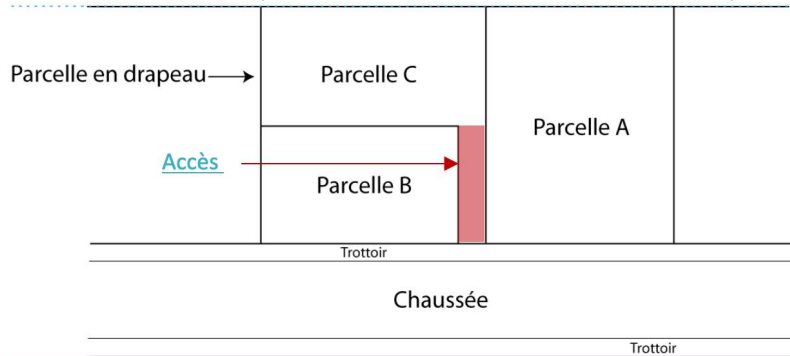 Parcelle en drapeau
Parcelle C
Parcelle A
Accès
Parcelle B
Trottoir
Chaussée
Trottoir